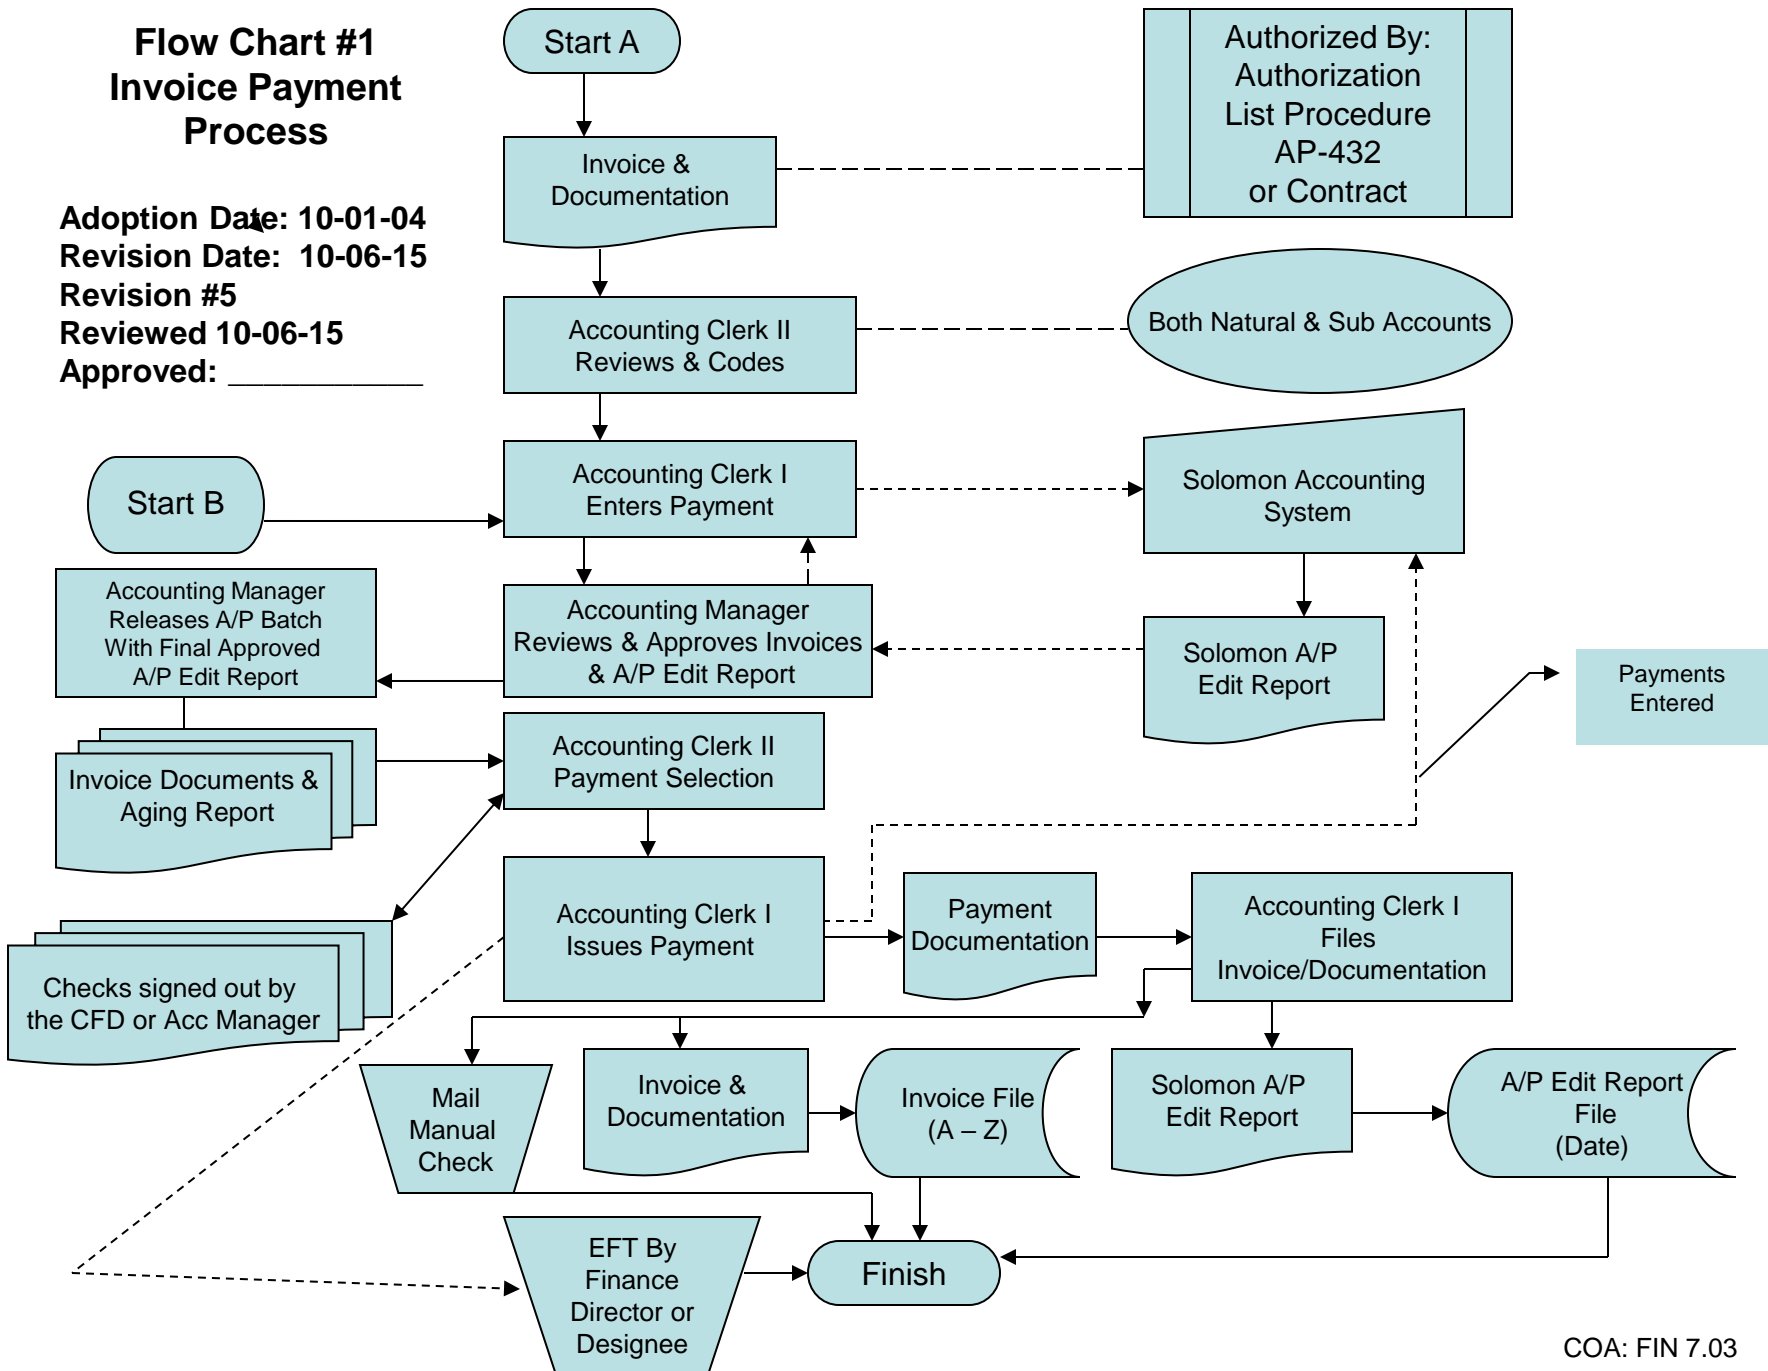 Flow Chart #1
Invoice Payment
Process
Adoption Date: 10-01-04
Revision Date:  10-06-15
Revision #5
Reviewed 10-06-15
Approved: ___________
Start A
Authorized By:
Authorization
List Procedure
AP-432
or Contract
Invoice &
Documentation
Accounting Clerk II
Reviews & Codes
Both Natural & Sub Accounts
Start B
Accounting Clerk I
Enters Payment
Solomon Accounting
System
Accounting Manager
Releases A/P Batch
With Final Approved
A/P Edit Report
Accounting Manager
Reviews & Approves Invoices
& A/P Edit Report
Solomon A/P
Edit Report
Payments
Entered
Invoice Documents &
Aging Report
Accounting Clerk II
Payment Selection
Checks signed out by
the CFD or Acc Manager
Accounting Clerk I
Issues Payment
Payment
Documentation
Accounting Clerk I
Files
Invoice/Documentation
Mail
Manual
Check
Invoice &
Documentation
Invoice File
(A – Z)
Solomon A/P
Edit Report
A/P Edit Report
File
(Date)
EFT By
Finance
Director or
Designee
Finish
COA: FIN 7.03